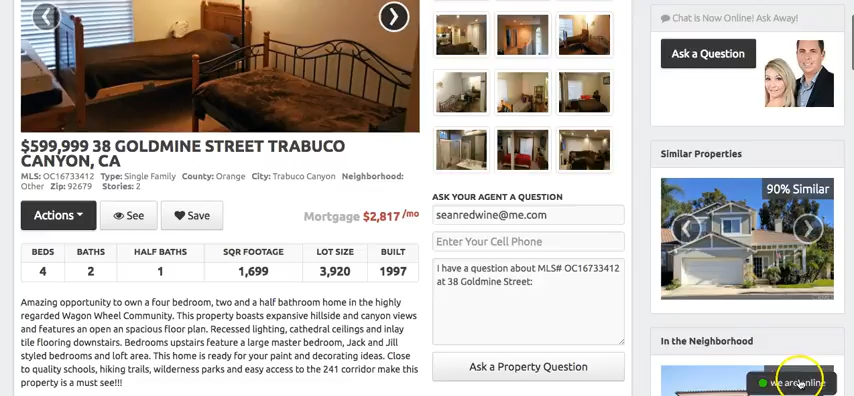 $599,999 38 GOLDMINE STREET TRABUCO
CANYON, CA
MLS: OC16733412 Type: Single Family County: Orange City: Trabuco Canyon Neighborhood:
Other Zip: 92679 Stories: 2
Actions
See
Save
Mortgage $2,817 /mo
BEDS BATHS HALF BATHS SQR FOOTAGE LOT SIZE BUILT
4 2 1 1,699 3,920 1997
Amazing opportunity to own a four bedroom, two and a half bathroom home in the highly
regarded Wagon Wheel Community. This property boasts expansive hillside and canyon views
and features an open an spacious floor plan. Recessed lighting, cathedral ceilings and inlay
tile flooring downstairs. Bedrooms upstairs feature a large master bedroom, Jack and Jill
styled bedrooms and loft area. This home is ready for your paint and decorating ideas. Close
to quality schools, hiking trails, wilderness parks and easy access to the 241 corridor make this
property is a must see!!!
ASK YOUR AGENT A QUESTION
seanredwine@me.com
Enter Your Cell Phone
I have a question about MLS# OC16733412
at 38 Goldmine Street:
Ask a Property Question
Chat is Now Online! Ask Away!
Ask a Question
Similar Properties
90% Similar
In the Neighborhood
we are online